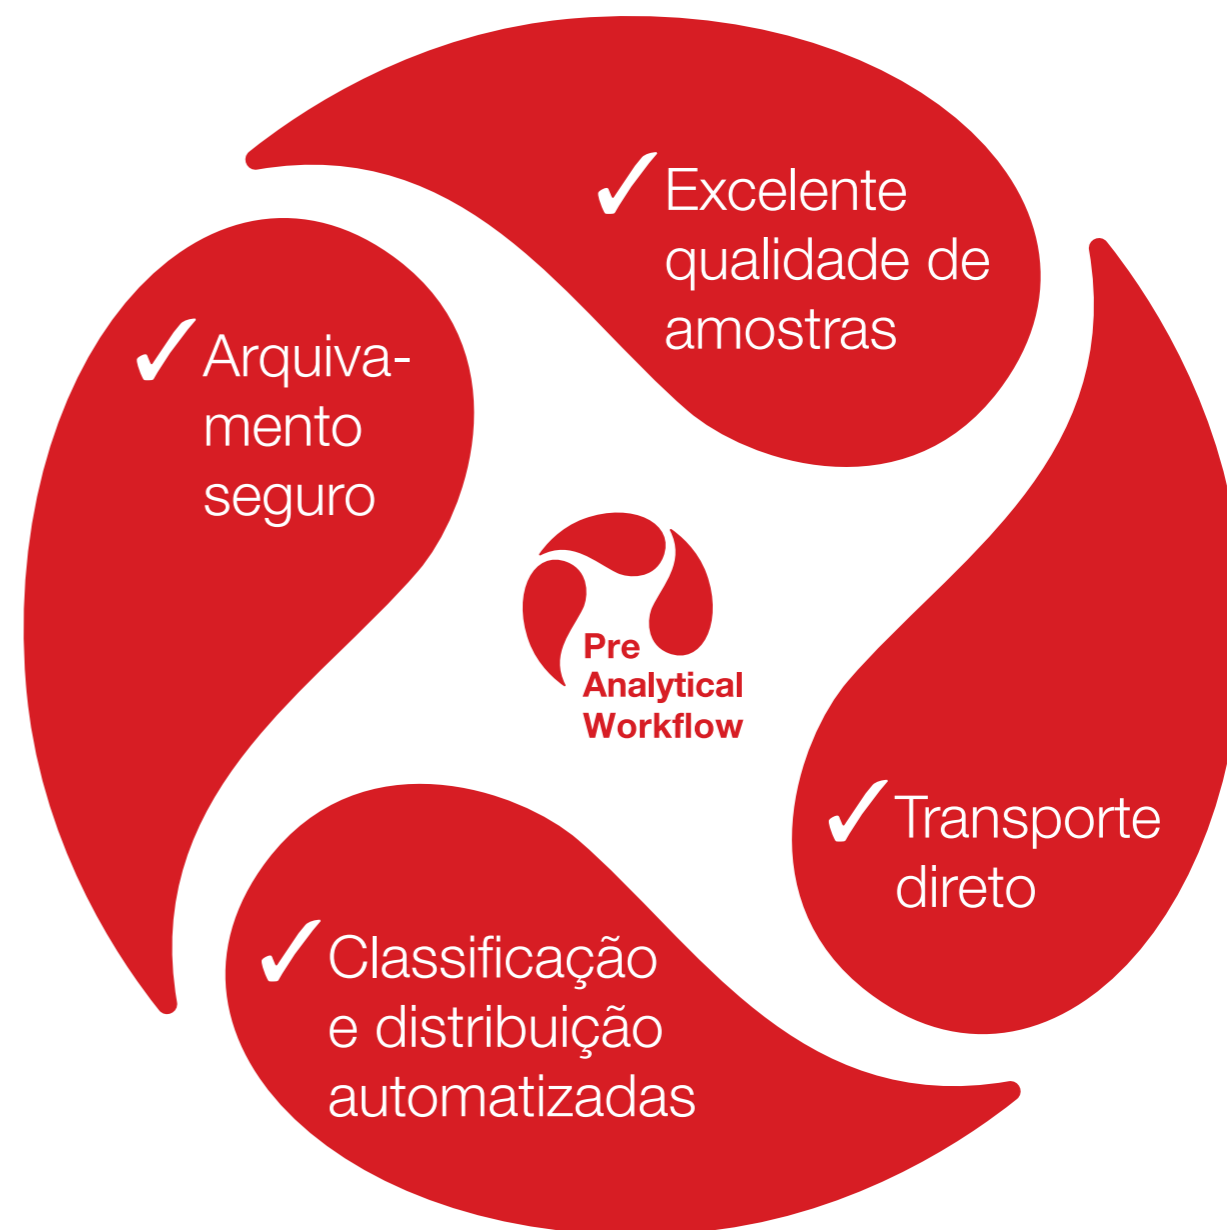 ✓ Excelente
qualidade de
amostras
✓ Transporte
direto
✓ Classificação
e distribuição
automatizadas
✓ Arquiva-
mento
seguro
Pre
Analytical
Workflow